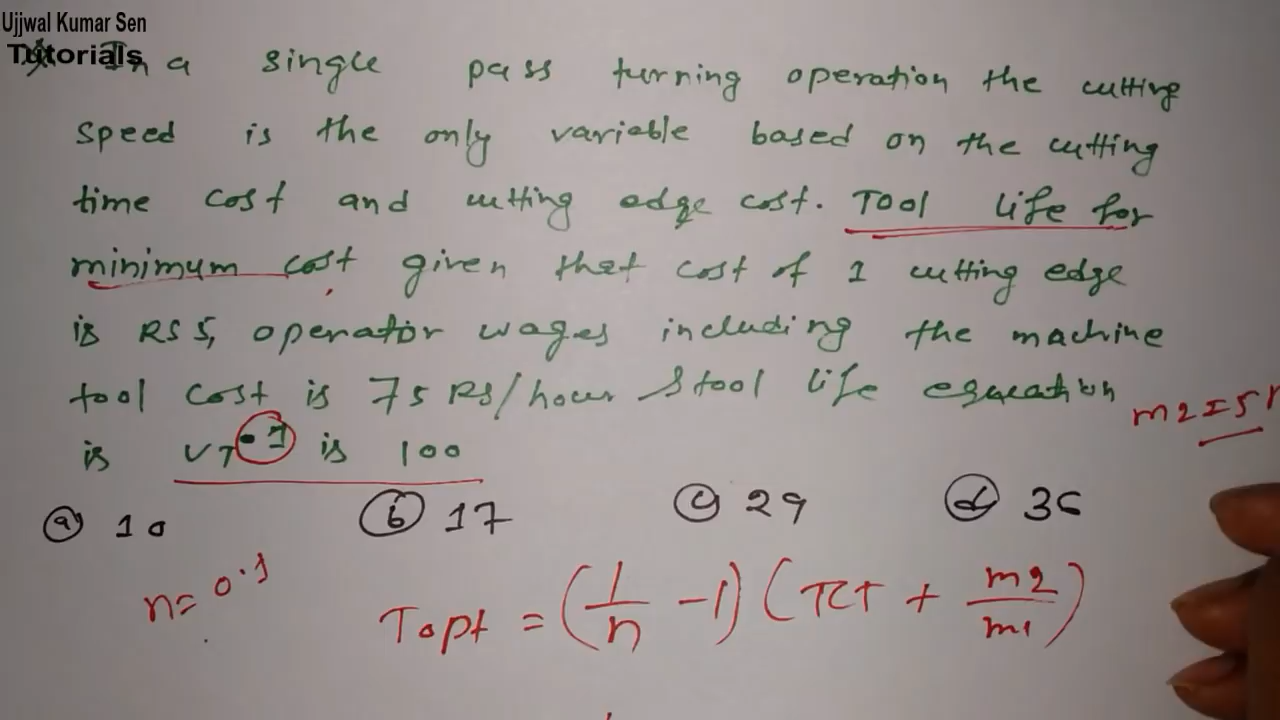 Ujjwal Kumar Sen
Tutorials
In a single pass turning operation the cutting
speed is the only variable based on the cutting
time cost and cutting edge cost. Tool life for
minimum cost given that cost of 1 cutting edge
is RS 5, operator wages including the machine
tool cost is 75 RS/hour & tool life equation
is VT^.1 is 100
m2 = 5
(a) 10 (b) 17 (c) 29 (d) 36
n = 0.1
Topt = (1/n - 1) (TCT + m2/m1)